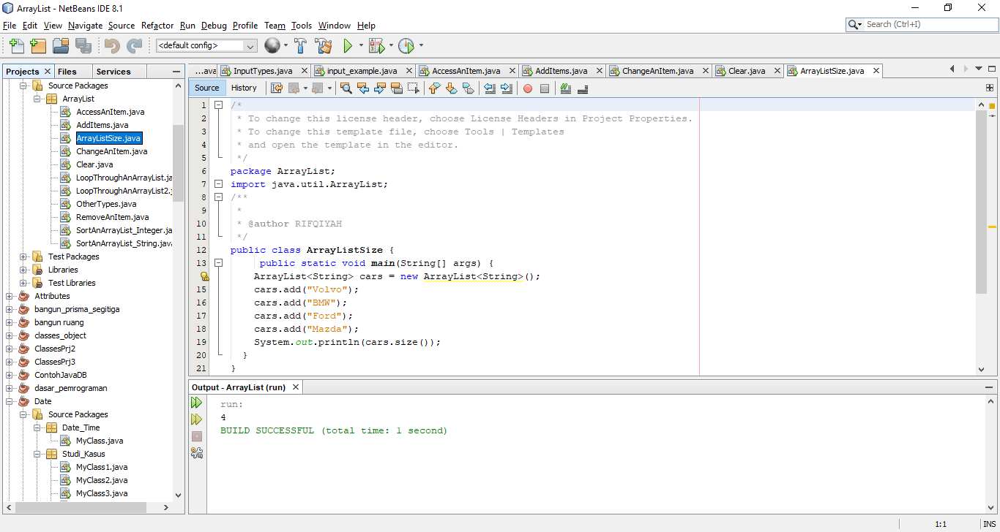 ArrayList - NetBeans IDE 8.1
File Edit View Navigate Source Refactor Run Debug Profile Team Tools Window Help
Search (Ctrl+I)
<default config>
Projects Files Services
Source Packages
ArrayList
AccessAnItem.java
AddItems.java
ArrayListSize.java
ChangeAnItem.java
Clear.java
LoopThroughAnArrayList.ja
LoopThroughAnArrayList2.j
OtherTypes.java
RemoveAnItem.java
SortAnArrayList_Integer.ja
SortAnArrayList_String.java
Test Packages
Libraries
Test Libraries
Attributes
bangun_prisma_segitiga
bangun ruang
classes_object
ClassesPrj2
ClassesPrj3
ContohJavaDB
dasar_pemrograman
Date
Source Packages
Date_Time
MyClass.java
Studi_Kasus
MyClass1.java
MyClass2.java
MyClass3.java
...ava InputTypes.java input_example.java AccessAnItem.java AddItems.java ChangeAnItem.java Clear.java ArrayListSize.java
Source History
1 /*
2 * To change this license header, choose License Headers in Project Properties.
3 * To change this template file, choose Tools | Templates
4 * and open the template in the editor.
5 */
6 package ArrayList;
7 import java.util.ArrayList;
8 /**
9 *
10 * @author RIFQIYAH
11 */
12 public class ArrayListSize {
13 public static void main(String[] args) {
ArrayList<String> cars = new ArrayList<String>();
15 cars.add("Volvo");
16 cars.add("BMW");
17 cars.add("Ford");
18 cars.add("Mazda");
19 System.out.println(cars.size());
20 }
21 }
Output - ArrayList (run)
run:
4
BUILD SUCCESSFUL (total time: 1 second)
1:1 INS